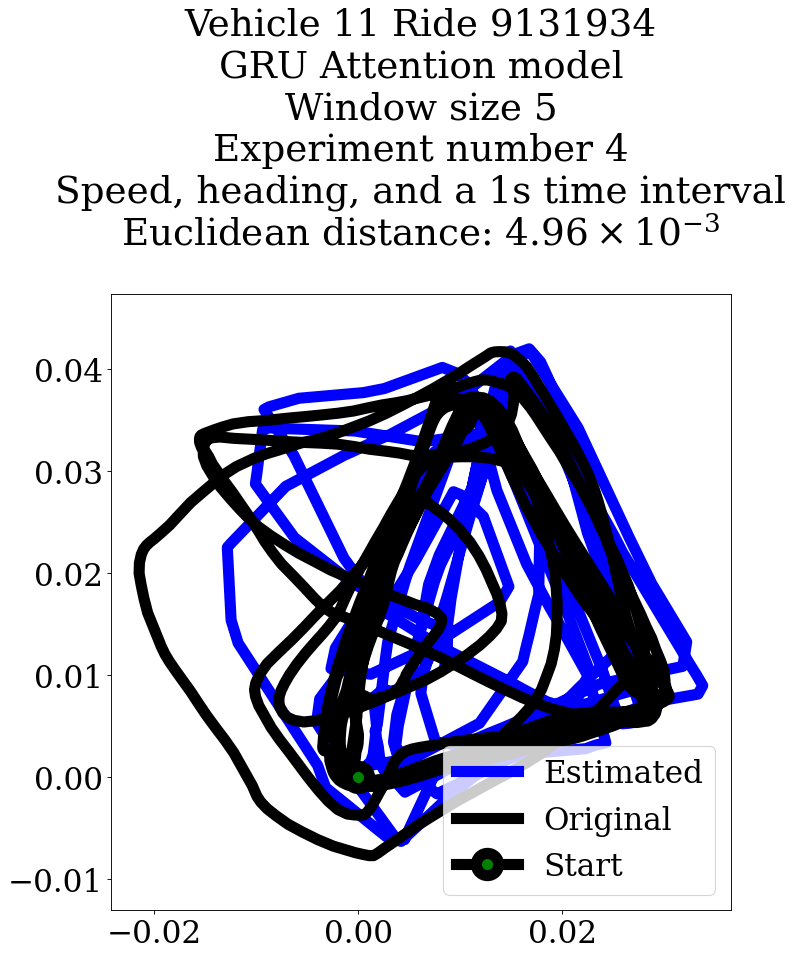 Vehicle 11 Ride 9131934
GRU Attention model
Window size 5
Experiment number 4
Speed, heading, and a 1s time interval
Euclidean distance: 4.96 × 10⁻³
0.04
0.03
0.02
0.01
0.00
−0.01
−0.02 0.00 0.02
Estimated
Original
Start